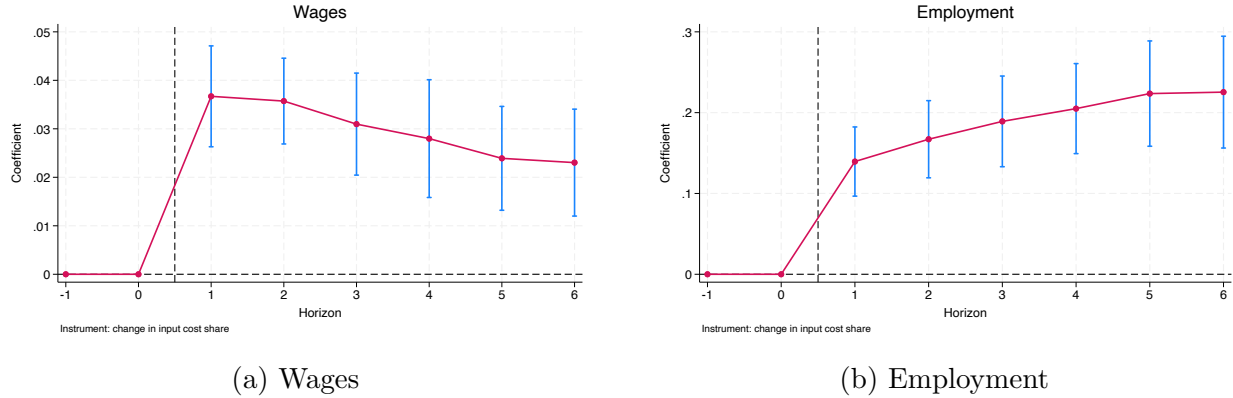 Wages
Coefficient
.05
.04
.03
.02
.01
0
-1 0 1 2 3 4 5 6
Horizon
Instrument: change in input cost share
(a) Wages
Employment
Coefficient
.3
.2
.1
0
-1 0 1 2 3 4 5 6
Horizon
Instrument: change in input cost share
(b) Employment